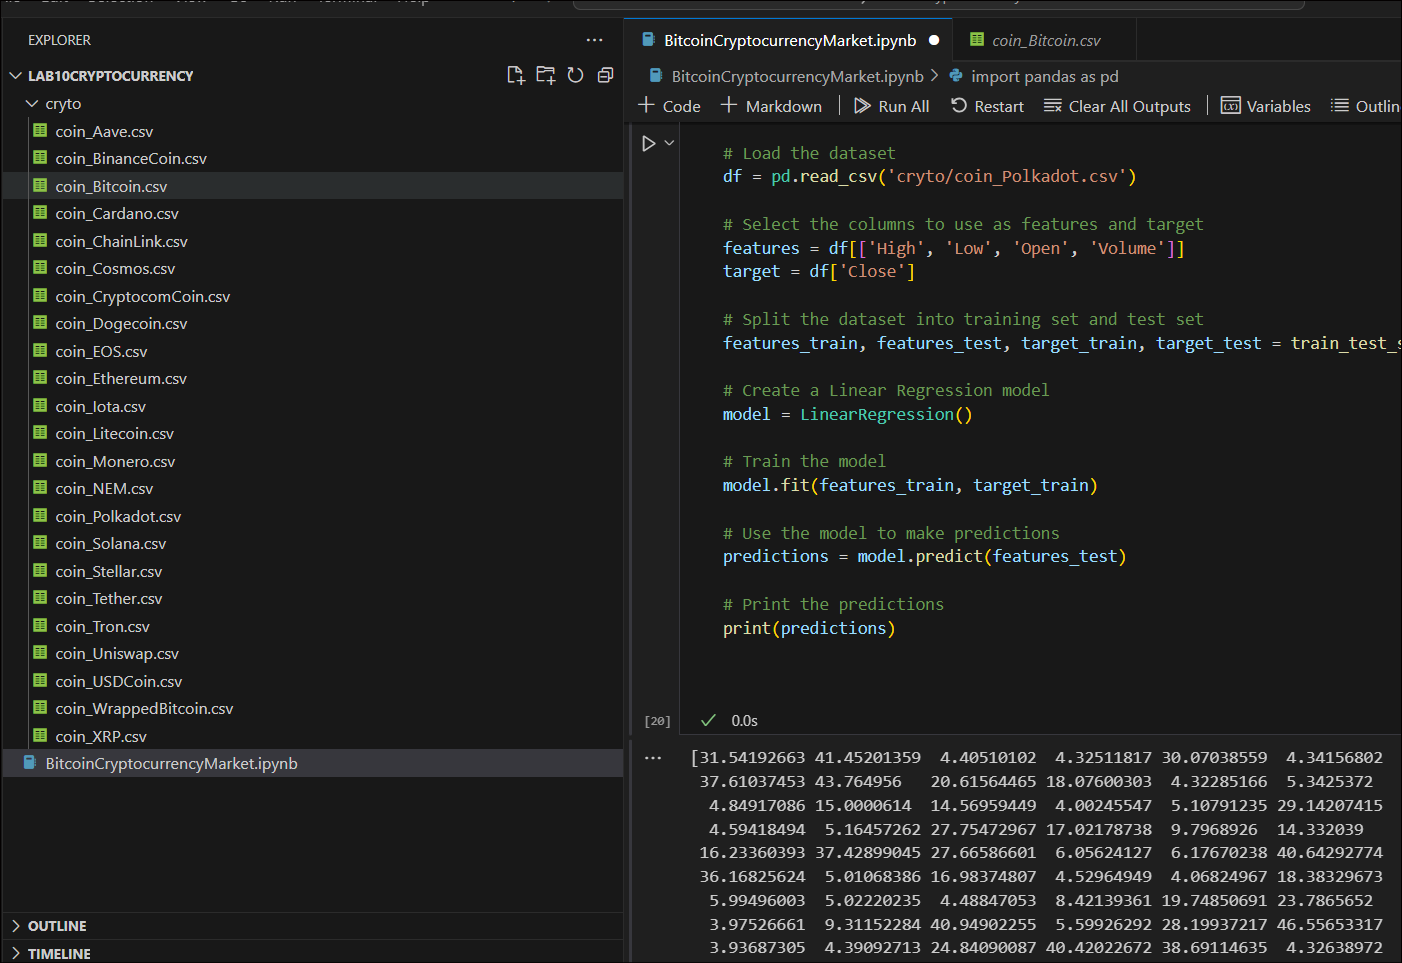 EXPLORER
LAB10CRYPTOCURRENCY
cryto
coin_Aave.csv
coin_BinanceCoin.csv
coin_Bitcoin.csv
coin_Cardano.csv
coin_ChainLink.csv
coin_Cosmos.csv
coin_CryptocomCoin.csv
coin_Dogecoin.csv
coin_EOS.csv
coin_Ethereum.csv
coin_Iota.csv
coin_Litecoin.csv
coin_Monero.csv
coin_NEM.csv
coin_Polkadot.csv
coin_Solana.csv
coin_Stellar.csv
coin_Tether.csv
coin_Tron.csv
coin_Uniswap.csv
coin_USDCoin.csv
coin_WrappedBitcoin.csv
coin_XRP.csv
BitcoinCryptocurrencyMarket.ipynb
OUTLINE
TIMELINE
BitcoinCryptocurrencyMarket.ipynb coin_Bitcoin.csv
BitcoinCryptocurrencyMarket.ipynb > import pandas as pd
+ Code + Markdown | Run All Restart Clear All Outputs | Variables Outlin
# Load the dataset
df = pd.read_csv('cryto/coin_Polkadot.csv')
# Select the columns to use as features and target
features = df[['High', 'Low', 'Open', 'Volume']]
target = df['Close']
# Split the dataset into training set and test set
features_train, features_test, target_train, target_test = train_test_s
# Create a Linear Regression model
model = LinearRegression()
# Train the model
model.fit(features_train, target_train)
# Use the model to make predictions
predictions = model.predict(features_test)
# Print the predictions
print(predictions)
[20] 0.0s
[31.54192663 41.45201359 4.40510102 4.32511817 30.07038559 4.34156802
37.61037453 43.764956 20.61564465 18.07600303 4.32285166 5.3425372
4.84917086 15.0000614 14.56959449 4.00245547 5.10791235 29.14207415
4.59418494 5.16457262 27.75472967 17.02178738 9.7968926 14.332039
16.23360393 37.42899045 27.66586601 6.05624127 6.17670238 40.64292774
36.16825624 5.01068386 16.98374807 4.52964949 4.06824967 18.38329673
5.99496003 5.02220235 4.48847053 8.42139361 19.74850691 23.7865652
3.97526661 9.31152284 40.94902255 5.59926292 28.19937217 46.55653317
3.93687305 4.39092713 24.84090087 40.42022672 38.69114635 4.32638972